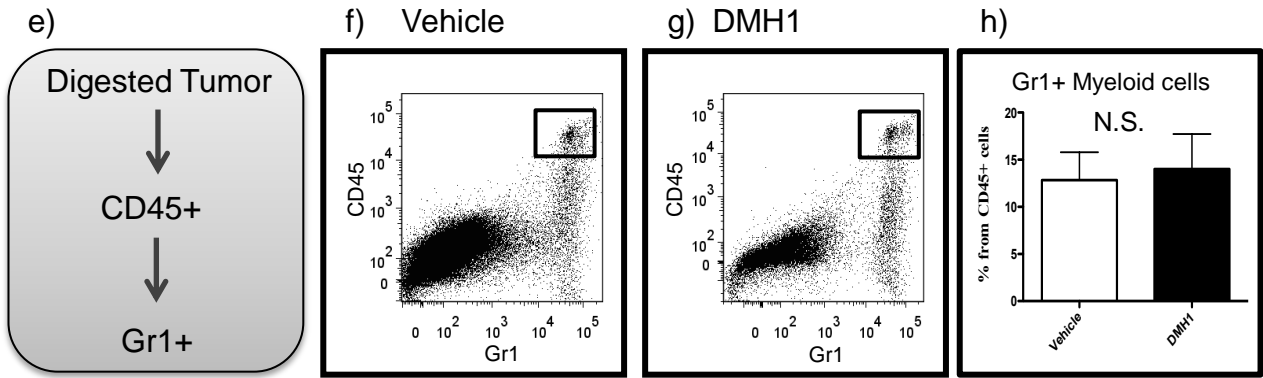 e)
Digested Tumor
CD45+
Gr1+
f) Vehicle
10^5
10^4
10^3
10^2
0
CD45
0 10^2 10^3 10^4 10^5
Gr1
g) DMH1
10^5
10^4
10^3
10^2
0
CD45
0 10^2 10^3 10^4 10^5
Gr1
h)
Gr1+ Myeloid cells
N.S.
20
15
10
5
0
% from CD45+ cells
Vehicle
DMH1